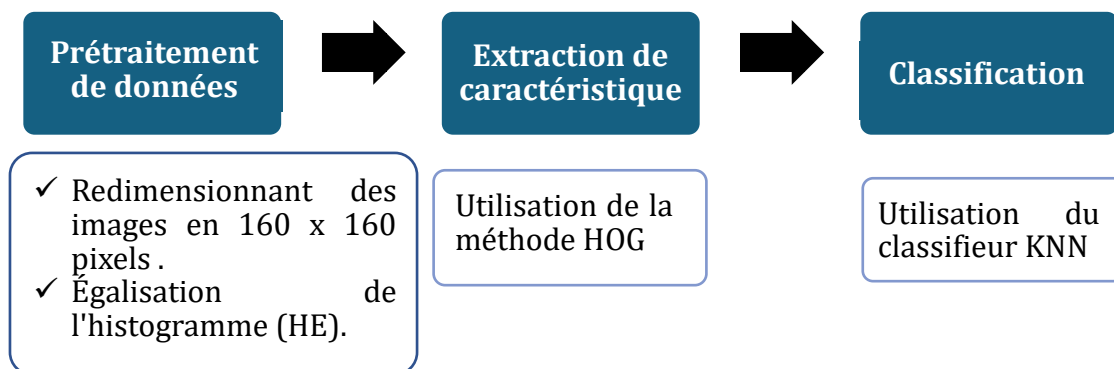 Prétraitement
de données
Extraction de
caractéristique
Classification
✓ Redimensionnant des
images en 160 x 160
pixels .
✓ Égalisation de
l'histogramme (HE).
Utilisation de la
méthode HOG
Utilisation du
classifieur KNN